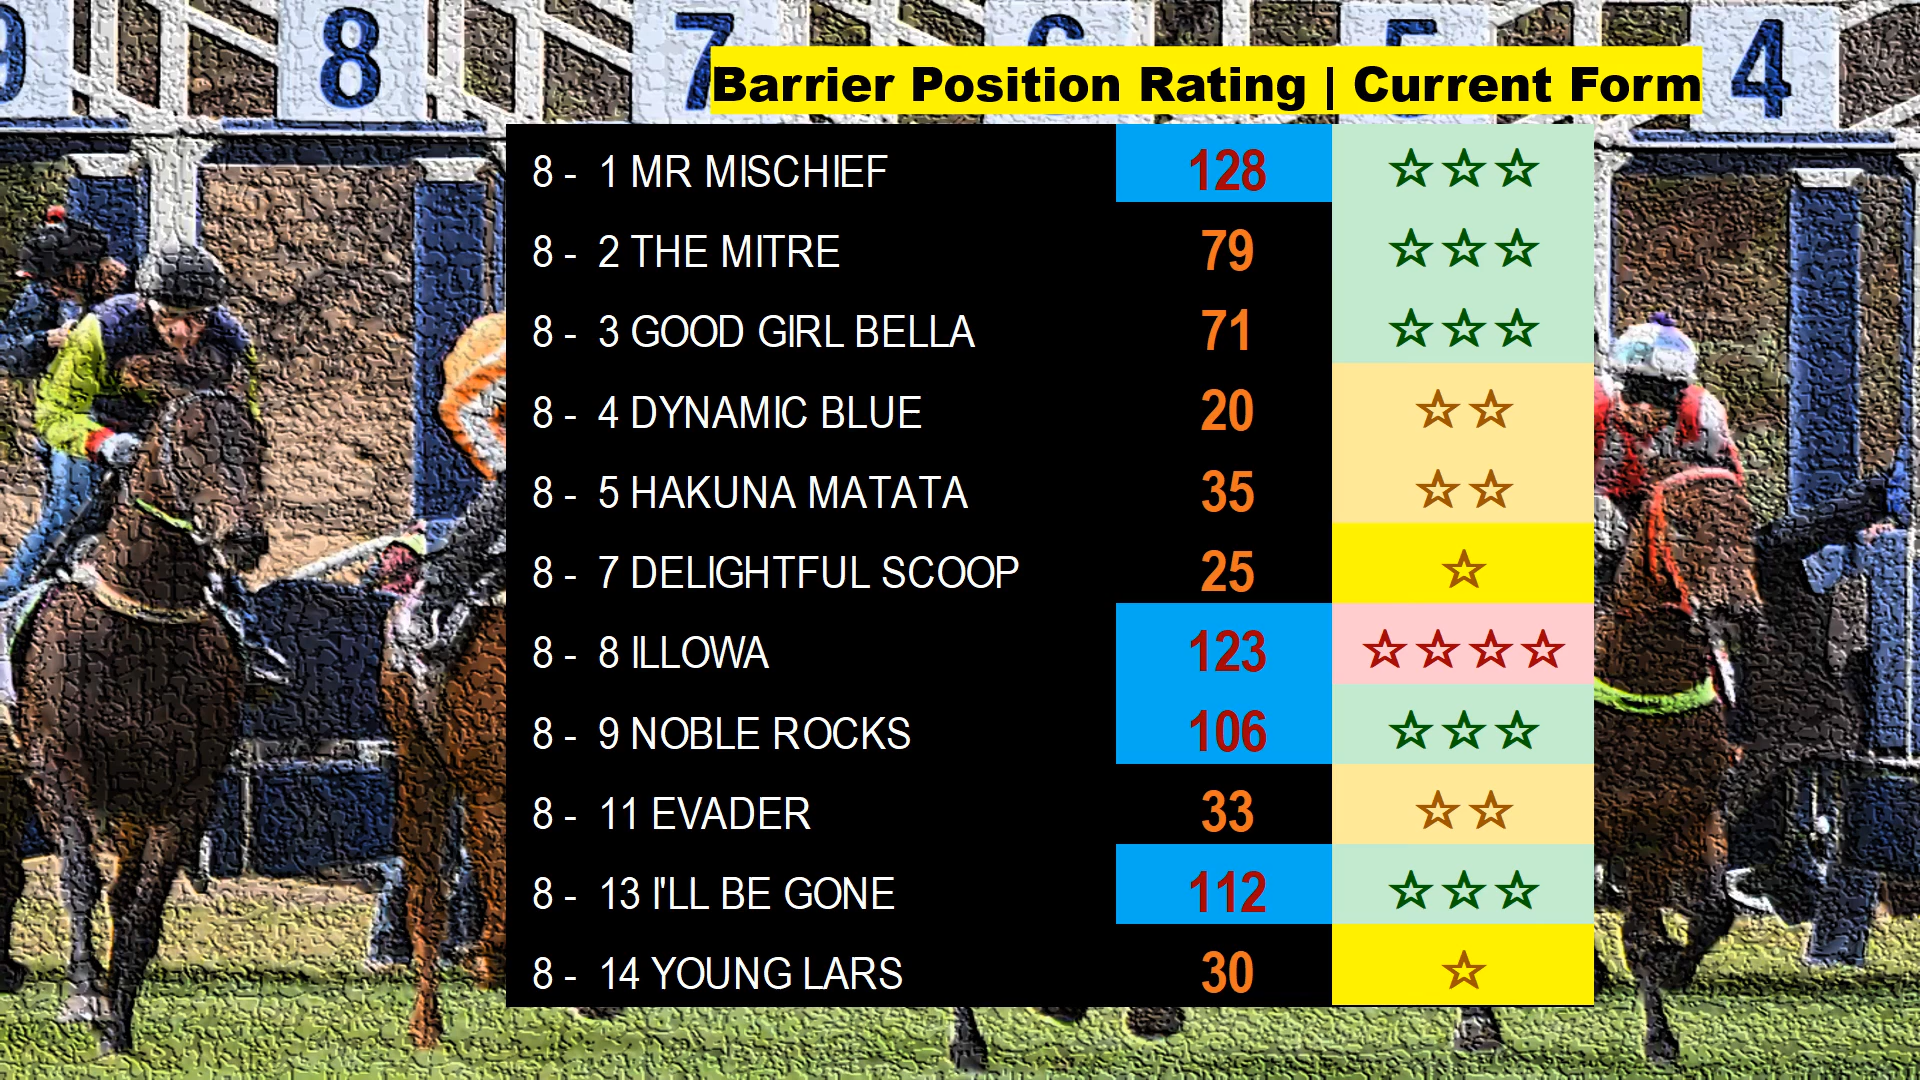 9 8 7 6 5 4
Barrier Position Rating | Current Form
8 - 1 MR MISCHIEF 128 ☆☆☆
8 - 2 THE MITRE 79 ☆☆☆
8 - 3 GOOD GIRL BELLA 71 ☆☆☆
8 - 4 DYNAMIC BLUE 20 ☆☆
8 - 5 HAKUNA MATATA 35 ☆☆
8 - 7 DELIGHTFUL SCOOP 25 ☆
8 - 8 ILLOWA 123 ☆☆☆☆
8 - 9 NOBLE ROCKS 106 ☆☆☆
8 - 11 EVADER 33 ☆☆
8 - 13 I'LL BE GONE 112 ☆☆☆
8 - 14 YOUNG LARS 30 ☆